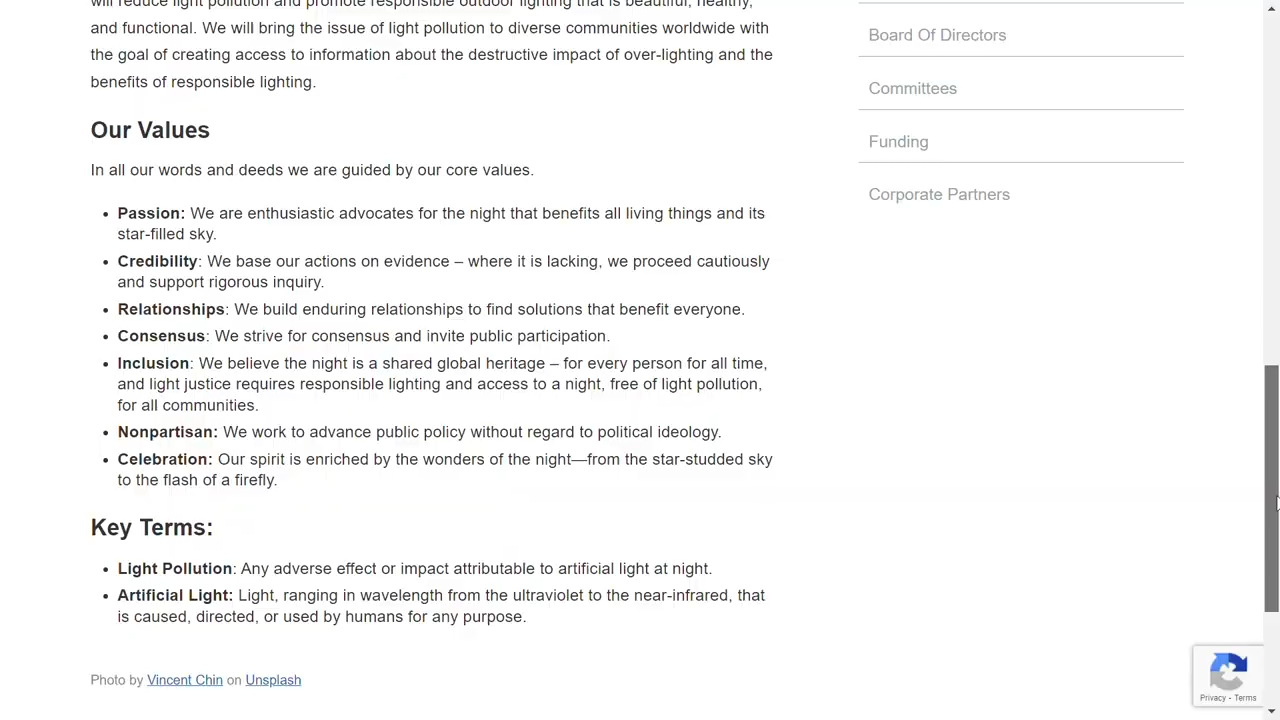 will reduce light pollution and promote responsible outdoor lighting that is beautiful, healthy,
and functional. We will bring the issue of light pollution to diverse communities worldwide with
the goal of creating access to information about the destructive impact of over-lighting and the
benefits of responsible lighting.
Our Values
In all our words and deeds we are guided by our core values.
• Passion: We are enthusiastic advocates for the night that benefits all living things and its
star-filled sky.
• Credibility: We base our actions on evidence – where it is lacking, we proceed cautiously
and support rigorous inquiry.
• Relationships: We build enduring relationships to find solutions that benefit everyone.
• Consensus: We strive for consensus and invite public participation.
• Inclusion: We believe the night is a shared global heritage – for every person for all time,
and light justice requires responsible lighting and access to a night, free of light pollution,
for all communities.
• Nonpartisan: We work to advance public policy without regard to political ideology.
• Celebration: Our spirit is enriched by the wonders of the night—from the star-studded sky
to the flash of a firefly.
Key Terms:
• Light Pollution: Any adverse effect or impact attributable to artificial light at night.
• Artificial Light: Light, ranging in wavelength from the ultraviolet to the near-infrared, that
is caused, directed, or used by humans for any purpose.
Photo by Vincent Chin on Unsplash
Board Of Directors
Committees
Funding
Corporate Partners
Privacy - Terms